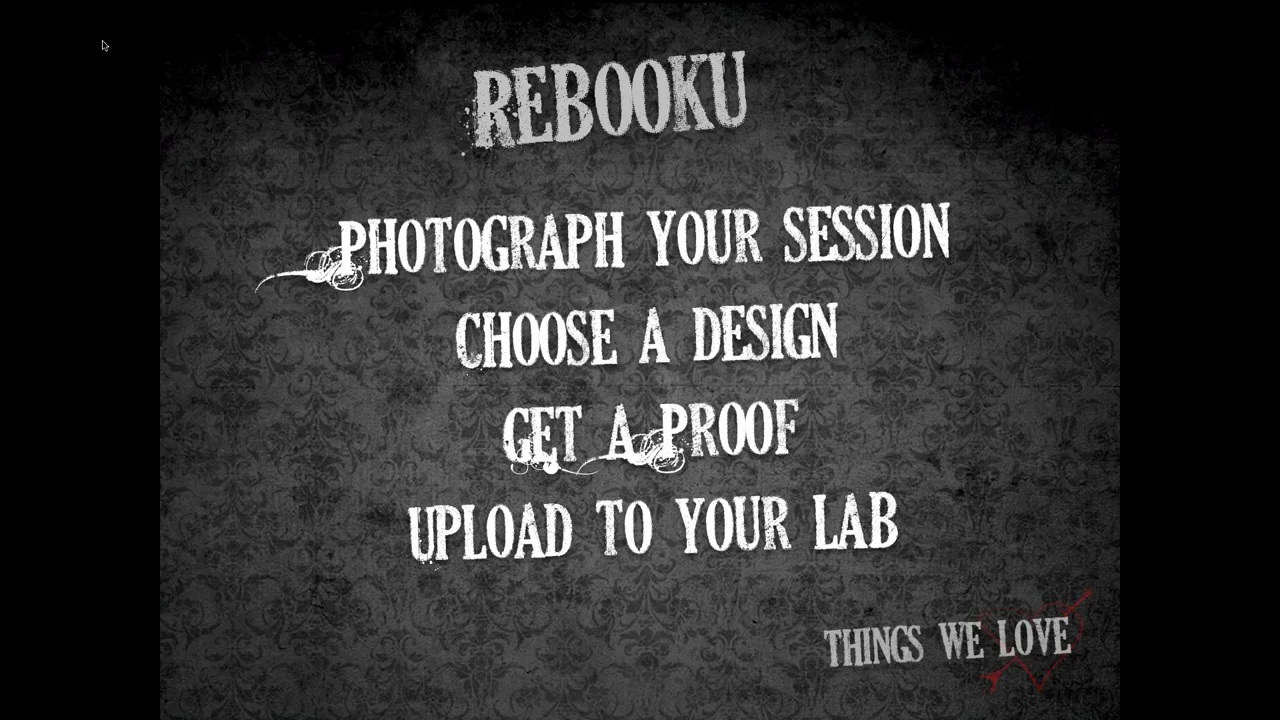 REBOOKU
PHOTOGRAPH YOUR SESSION
CHOOSE A DESIGN
GET A PROOF
UPLOAD TO YOUR LAB
THINGS WE LOVE